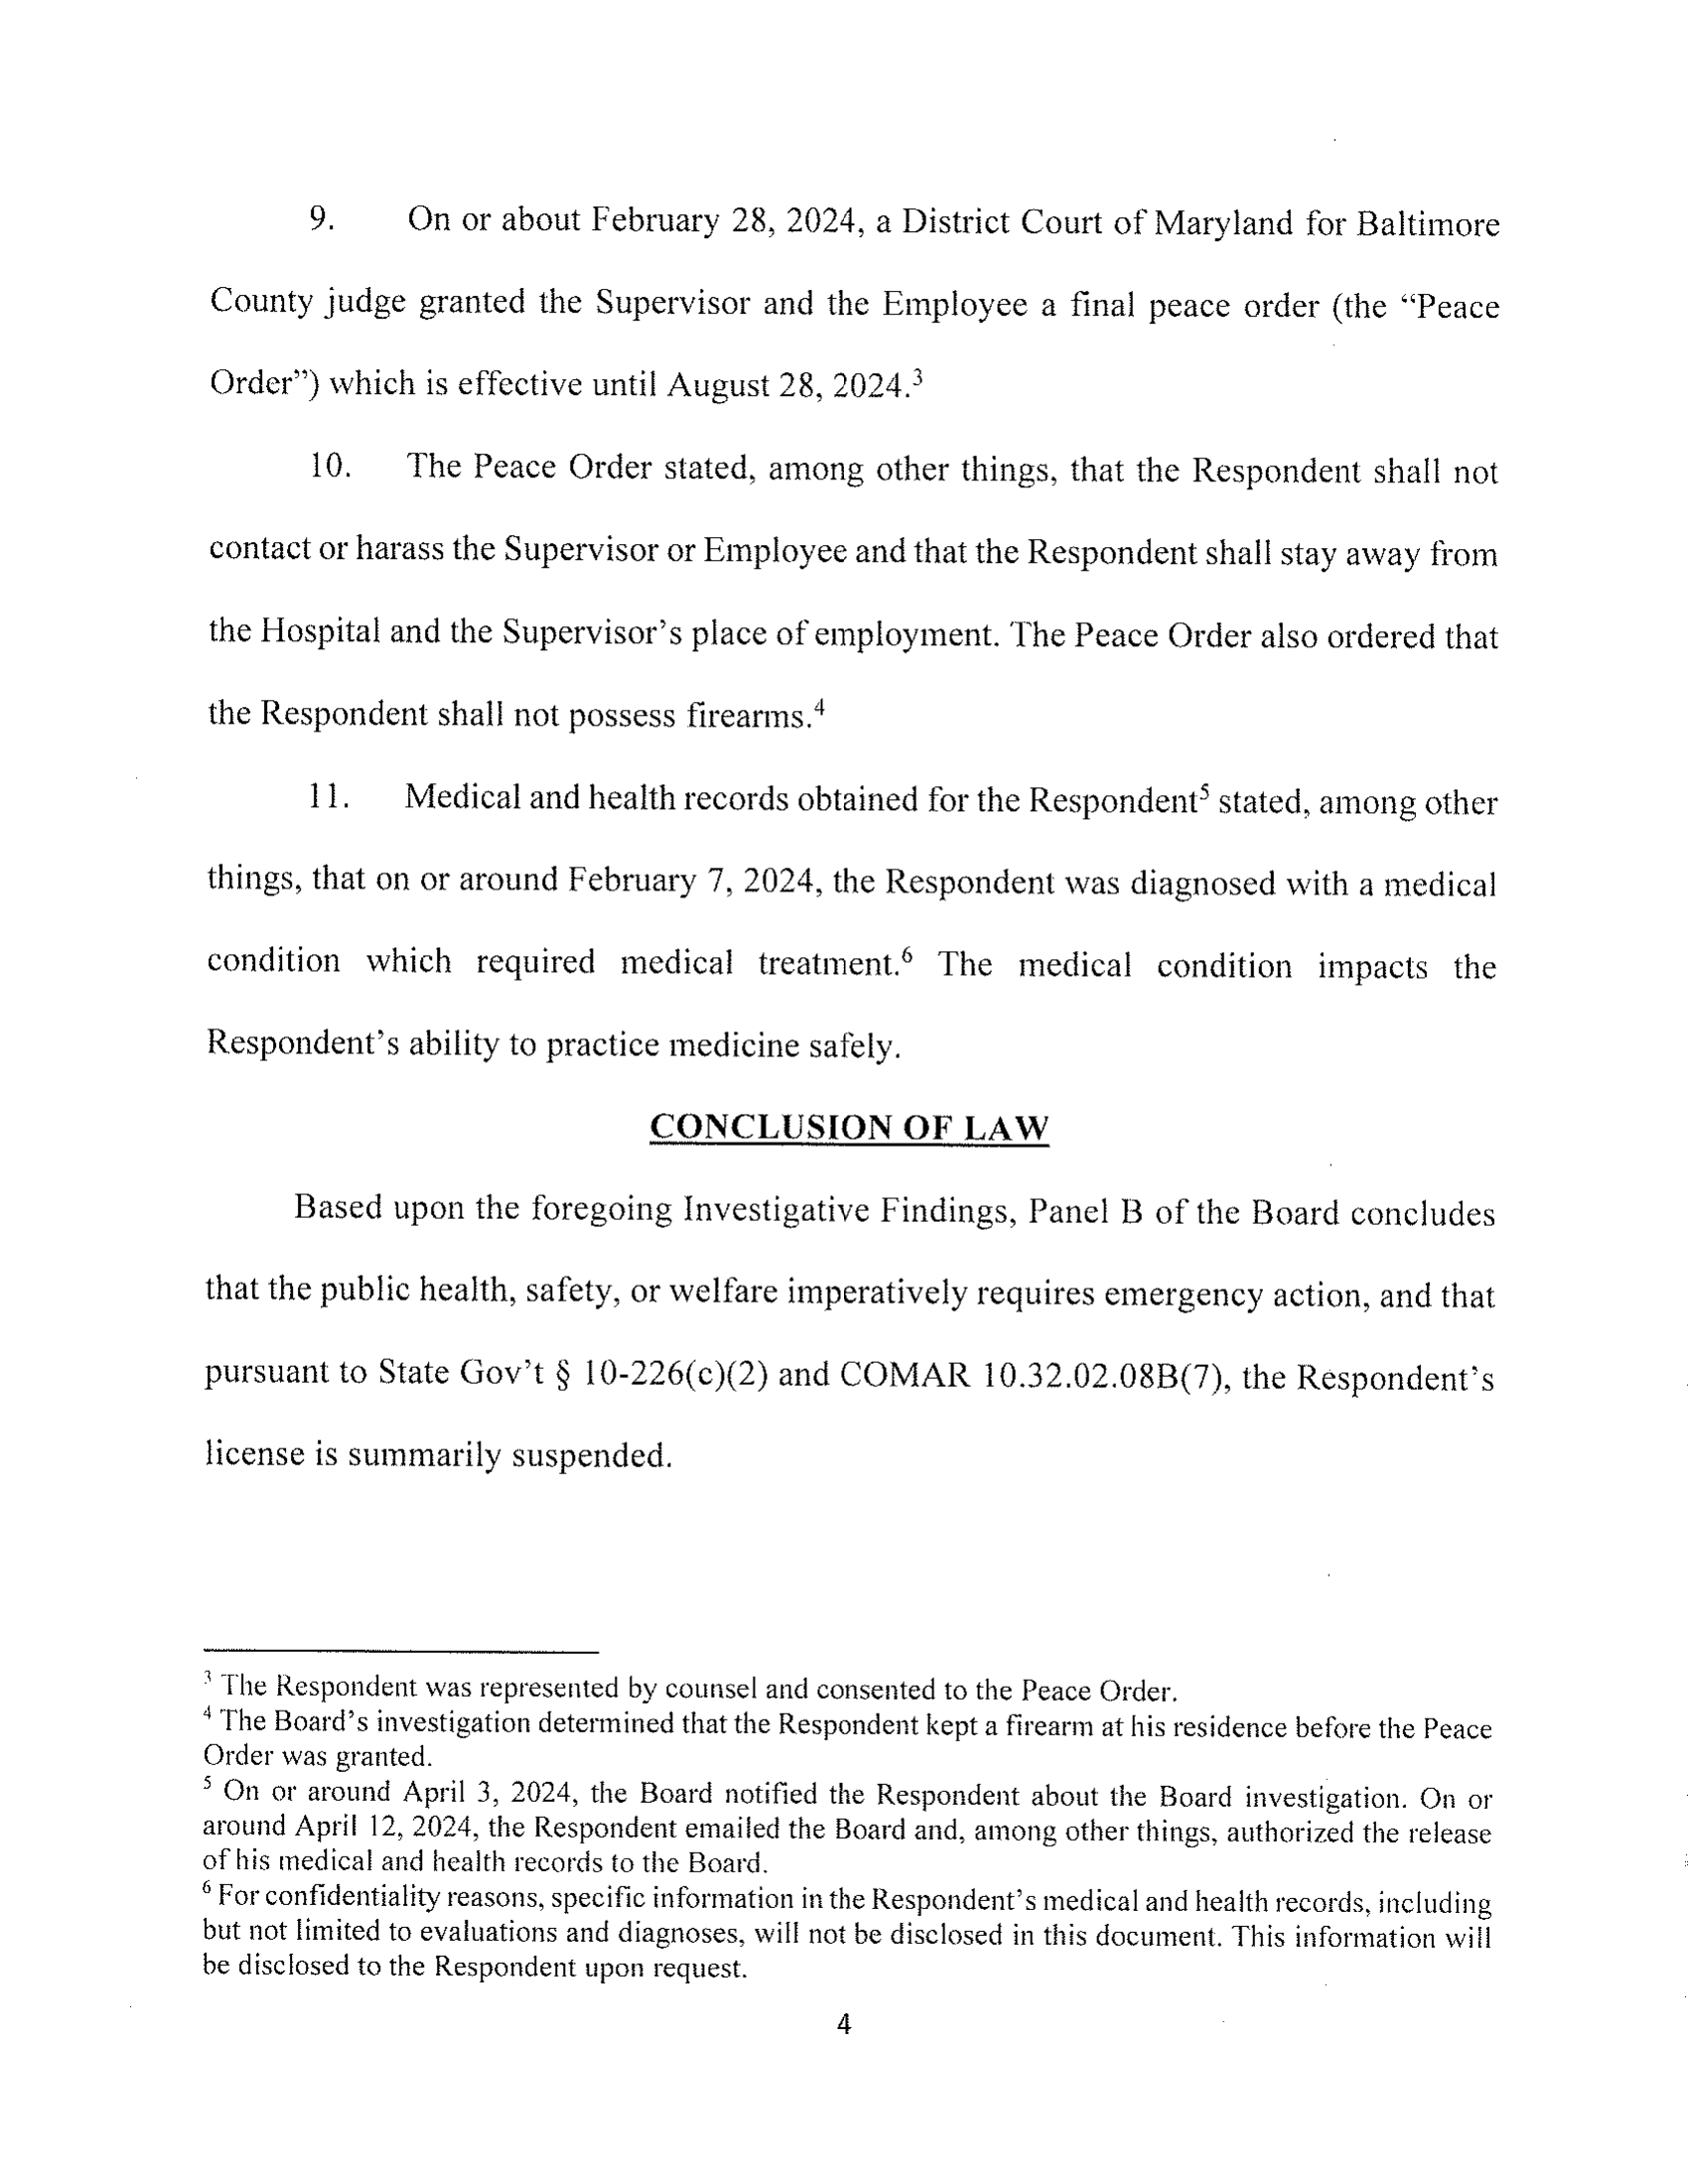 9. On or about February 28, 2024, a District Court of Maryland for Baltimore
County judge granted the Supervisor and the Employee a final peace order (the “Peace
Order”) which is effective until August 28, 2024.³
10. The Peace Order stated, among other things, that the Respondent shall not
contact or harass the Supervisor or Employee and that the Respondent shall stay away from
the Hospital and the Supervisor’s place of employment. The Peace Order also ordered that
the Respondent shall not possess firearms.⁴
11. Medical and health records obtained for the Respondent⁵ stated, among other
things, that on or around February 7, 2024, the Respondent was diagnosed with a medical
condition which required medical treatment.⁶ The medical condition impacts the
Respondent’s ability to practice medicine safely.
CONCLUSION OF LAW
Based upon the foregoing Investigative Findings, Panel B of the Board concludes
that the public health, safety, or welfare imperatively requires emergency action, and that
pursuant to State Gov’t § 10-226(c)(2) and COMAR 10.32.02.08B(7), the Respondent’s
license is summarily suspended.
³ The Respondent was represented by counsel and consented to the Peace Order.
⁴ The Board’s investigation determined that the Respondent kept a firearm at his residence before the Peace
Order was granted.
⁵ On or around April 3, 2024, the Board notified the Respondent about the Board investigation. On or
around April 12, 2024, the Respondent emailed the Board and, among other things, authorized the release
of his medical and health records to the Board.
⁶ For confidentiality reasons, specific information in the Respondent’s medical and health records, including
but not limited to evaluations and diagnoses, will not be disclosed in this document. This information will
be disclosed to the Respondent upon request.
4